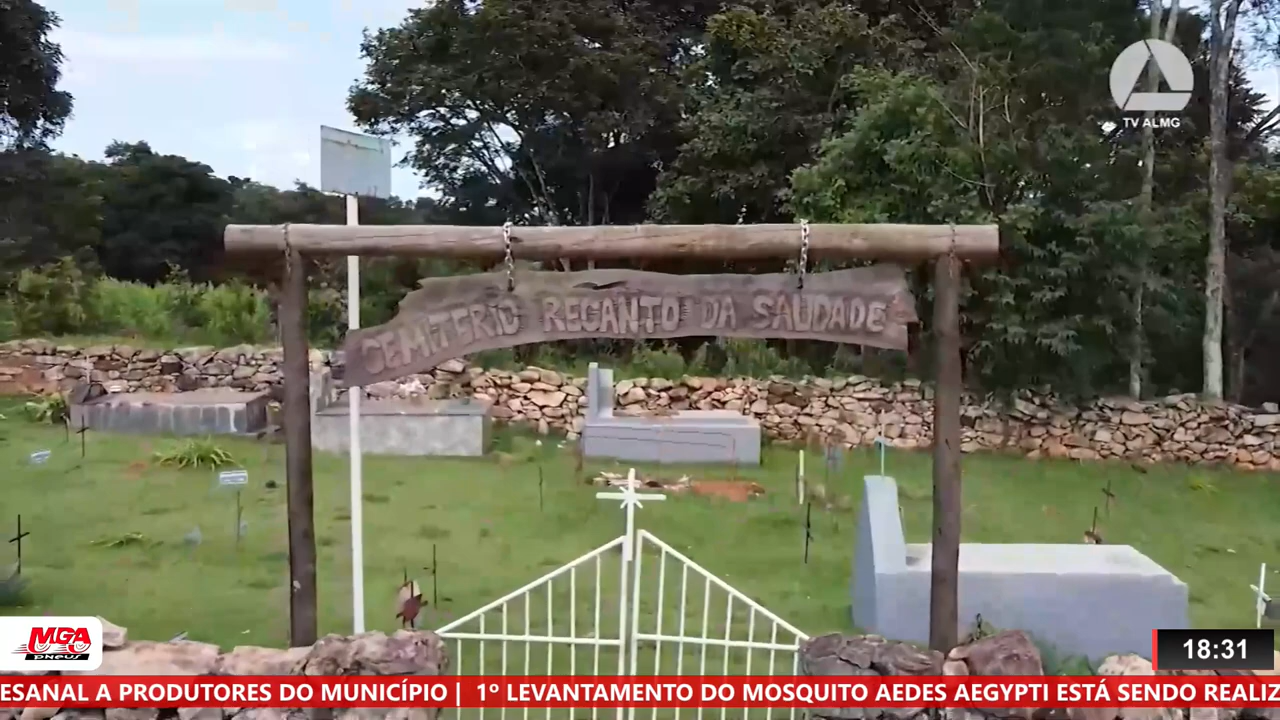 TV ALMG
CEMITERIO RECANTO DA SAUDADE
MGA
PNEUS
18:31
ESANAL A PRODUTORES DO MUNICÍPIO | 1º LEVANTAMENTO DO MOSQUITO AEDES AEGYPTI ESTÁ SENDO REALIZ